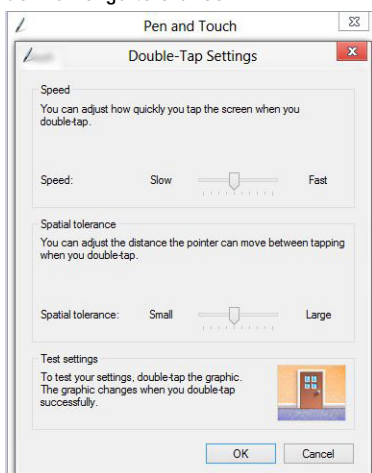 Pen and Touch
Double-Tap Settings
Speed
You can adjust how quickly you tap the screen when you
double-tap.
Speed: Slow Fast
Spatial tolerance
You can adjust the distance the pointer can move between tapping
when you double-tap.
Spatial tolerance: Small Large
Test settings
To test your settings, double-tap the graphic.
The graphic changes when you double-tap
successfully.
OK Cancel